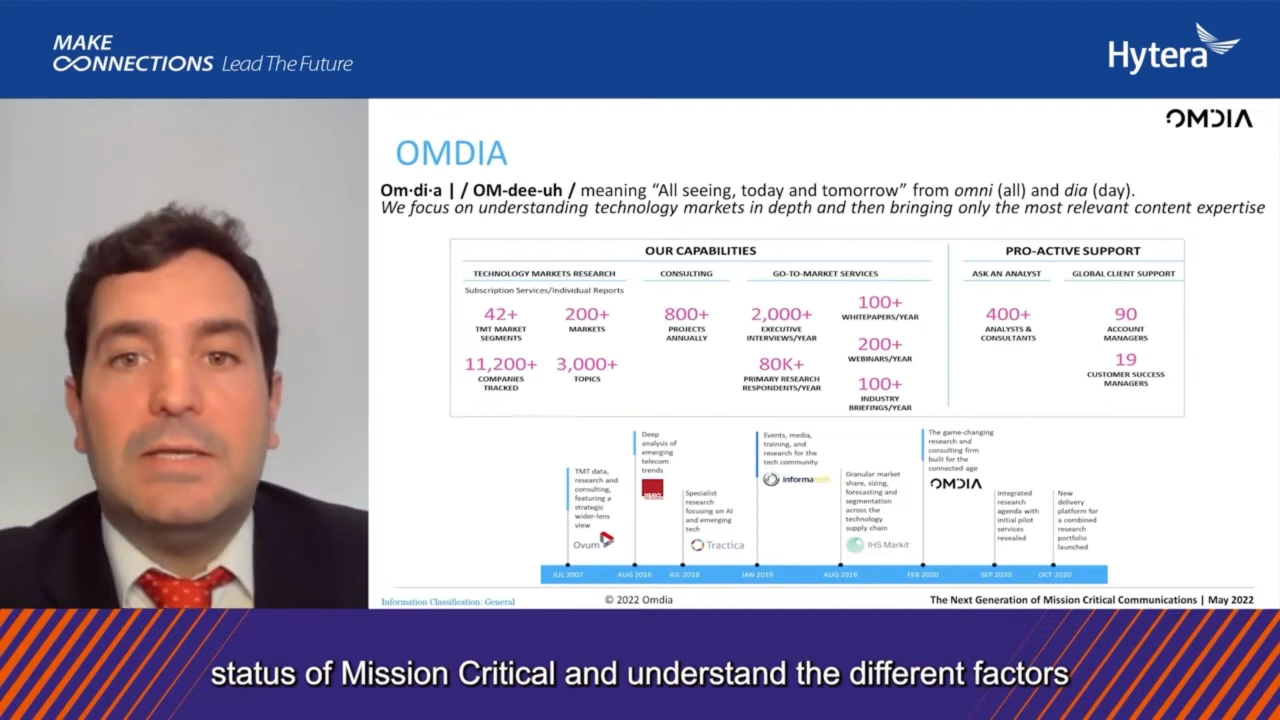 MAKE
CONNECTIONS Lead The Future
Hytera
OMDIA
OMDIA
Om·di·a | / OM-dee-uh / meaning “All seeing, today and tomorrow” from omni (all) and dia (day).
We focus on understanding technology markets in depth and then bringing only the most relevant content expertise
OUR CAPABILITIES
TECHNOLOGY MARKETS RESEARCH
Subscription Services/Individual Reports
42+
TMT MARKET
SEGMENTS
200+
MARKETS
11,200+
COMPANIES
TRACKED
3,000+
TOPICS
CONSULTING
800+
PROJECTS
ANNUALLY
GO-TO-MARKET SERVICES
2,000+
EXECUTIVE
INTERVIEWS/YEAR
80K+
PRIMARY RESEARCH
RESPONDENTS/YEAR
100+
WHITEPAPERS/YEAR
200+
WEBINARS/YEAR
100+
INDUSTRY
BRIEFINGS/YEAR
PRO-ACTIVE SUPPORT
ASK AN ANALYST
400+
ANALYSTS &
CONSULTANTS
GLOBAL CLIENT SUPPORT
90
ACCOUNT
MANAGERS
19
CUSTOMER SUCCESS
MANAGERS
TMT data,
research and
consulting,
featuring a
strategic
wider-lens
view
Ovum
Deep
analysis of
emerging
telecom
trends
Specialist
research
focusing on AI
and emerging
tech
Tractica
Events, media,
training, and
research for the
tech community
informatech
Granular market
share, sizing,
forecasting and
segmentation
across the
technology
supply chain
IHS Markit
The game-changing
research and
consulting firm
built for the
connected age
OMDIA
Integrated
research
agenda with
initial pilot
services
revealed
New
delivery
platform for
a combined
research
portfolio
launched
JUL 2007
AUG 2016
JUL 2018
JAN 2019
AUG 2019
FEB 2020
SEP 2020
OCT 2020
Information Classification: General
© 2022 Omdia
The Next Generation of Mission Critical Communications | May 2022
status of Mission Critical and understand the different factors